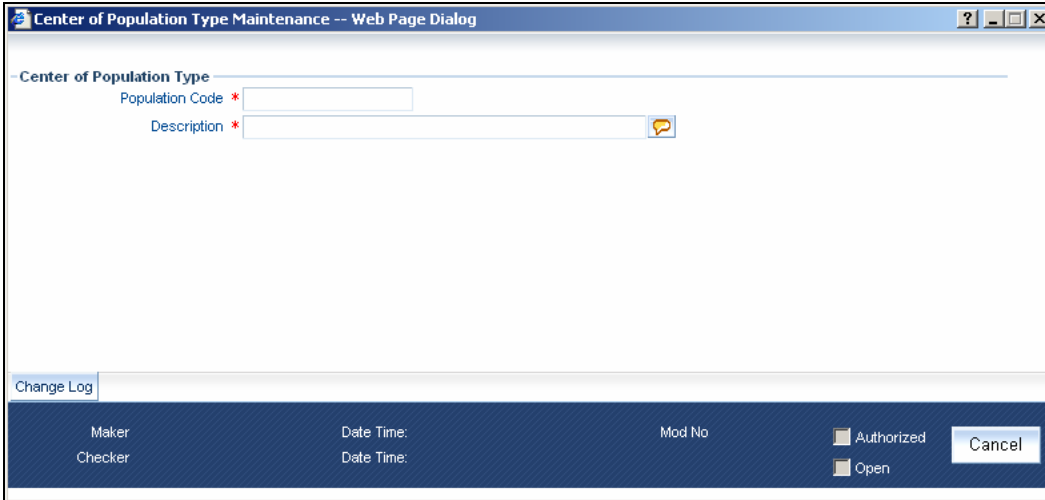 Center of Population Type Maintenance -- Web Page Dialog
Center of Population Type
Population Code *
Description *
Change Log
Maker Date Time: Mod No Authorized
Cancel
Checker Date Time: Open